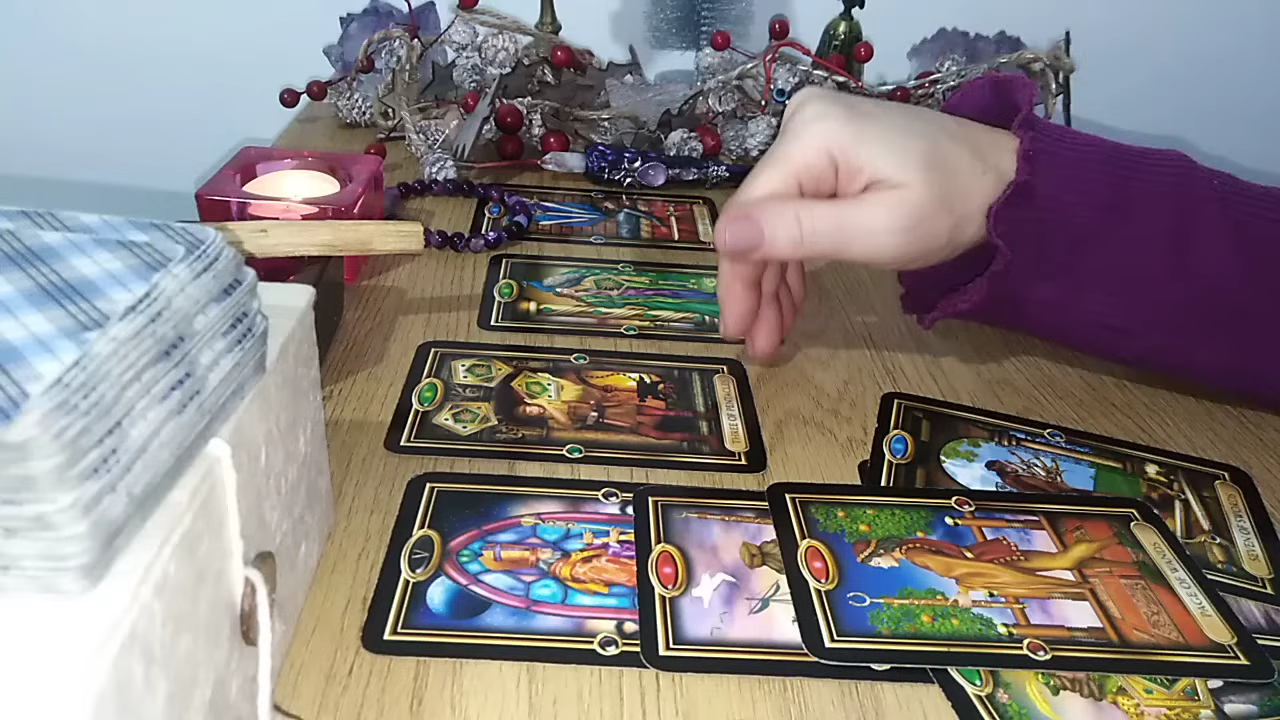 THREE OF PENTACLES
SEVEN OF SWORDS
V
PAGE OF WANDS